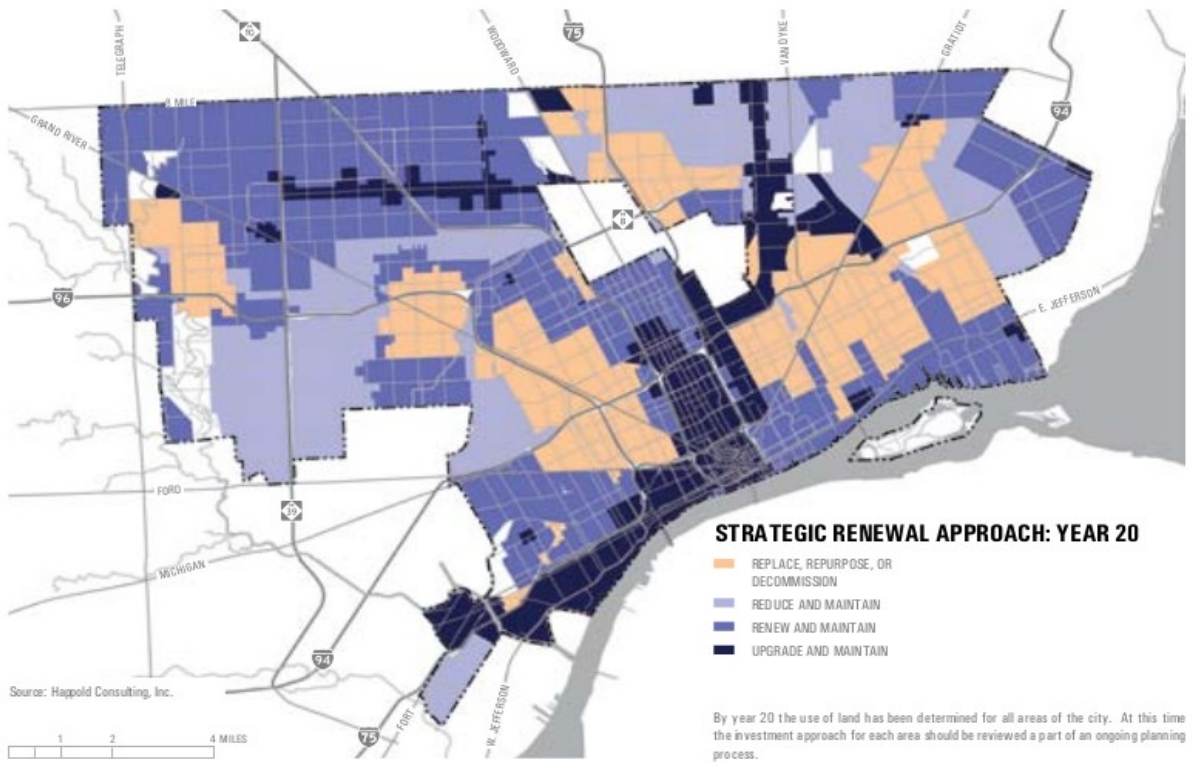 TELEGRAPH
10
WOODWARD
75
VAN DYKE
GRATIOT
8 MILE
94
GRAND RIVER
8
96
E. JEFFERSON
FORD
39
MICHIGAN
STRATEGIC RENEWAL APPROACH: YEAR 20
REPLACE, REPURPOSE, OR
DECOMMISSION
REDUCE AND MAINTAIN
RENEW AND MAINTAIN
UPGRADE AND MAINTAIN
94
Source: Happold Consulting, Inc.
FORT
W. JEFFERSON
75
1 2 4 MILES
By year 20 the use of land has been determined for all areas of the city. At this time
the investment approach for each area should be reviewed a part of an ongoing planning
process.